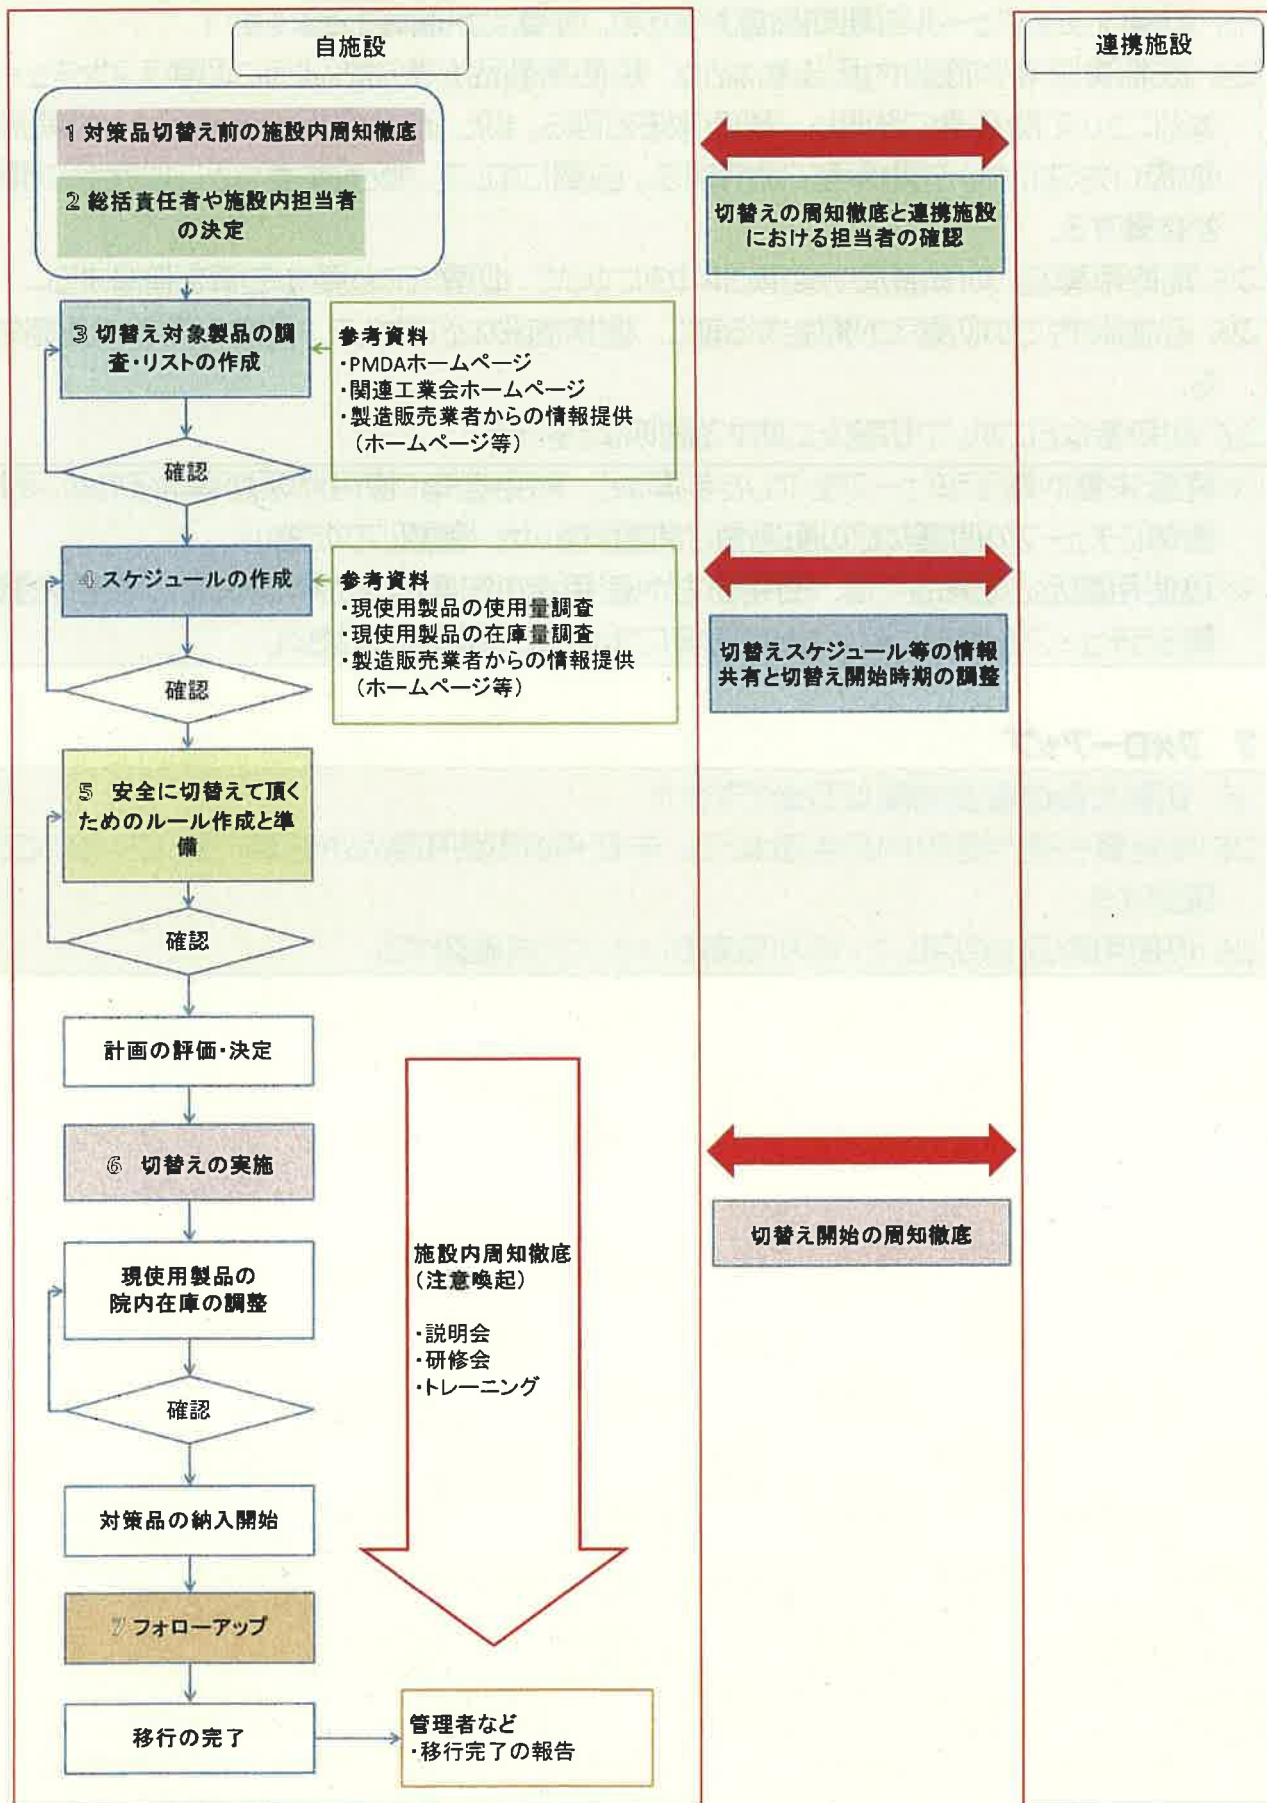 自施設
連携施設
1 対策品切替え前の施設内周知徹底
2 総括責任者や施設内担当者
の決定
切替えの周知徹底と連携施設
における担当者の確認
3 切替え対象製品の調
査・リストの作成
参考資料
・PMDAホームページ
・関連工業会ホームページ
・製造販売業者からの情報提供
（ホームページ等）
確認
4 スケジュールの作成
参考資料
・現使用製品の使用量調査
・現使用製品の在庫量調査
・製造販売業者からの情報提供
（ホームページ等）
切替えスケジュール等の情報
共有と切替え開始時期の調整
確認
5 安全に切替えて頂く
ためのルール作成と準
備
確認
計画の評価・決定
6 切替えの実施
切替え開始の周知徹底
現使用製品の
院内在庫の調整
施設内周知徹底
（注意喚起）
・説明会
・研修会
・トレーニング
確認
対策品の納入開始
7 フォローアップ
移行の完了
管理者など
・移行完了の報告